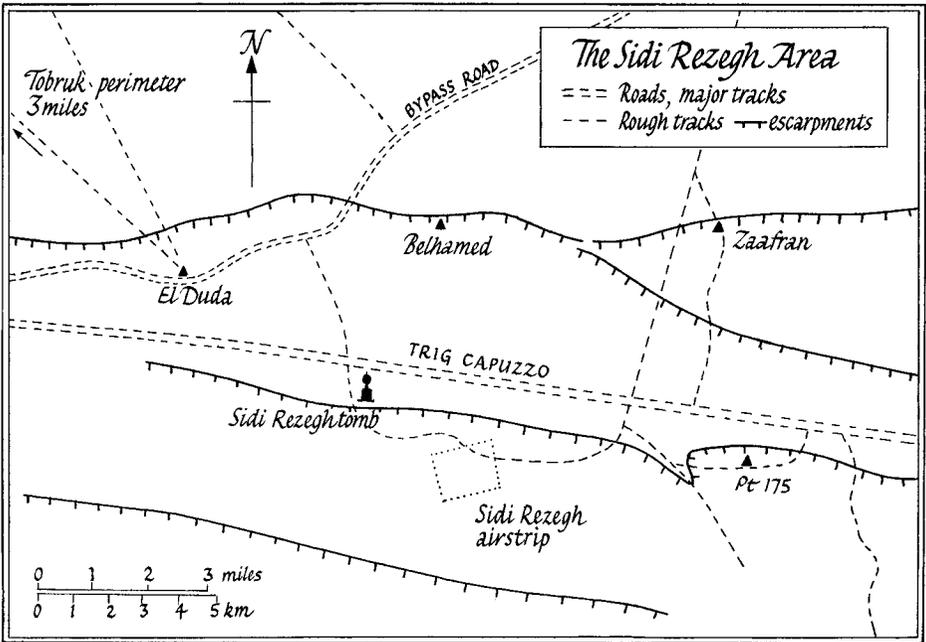 N
The Sidi Rezegh Area
Roads, major tracks
Rough tracks escarpments
Tobruk perimeter
3 miles
BYPASS ROAD
Belhamed
Zaafran
El Duda
TRIG CAPUZZO
Sidi Rezegh tomb
Pt 175
Sidi Rezegh
airstrip
0 1 2 3 miles
0 1 2 3 4 5 km